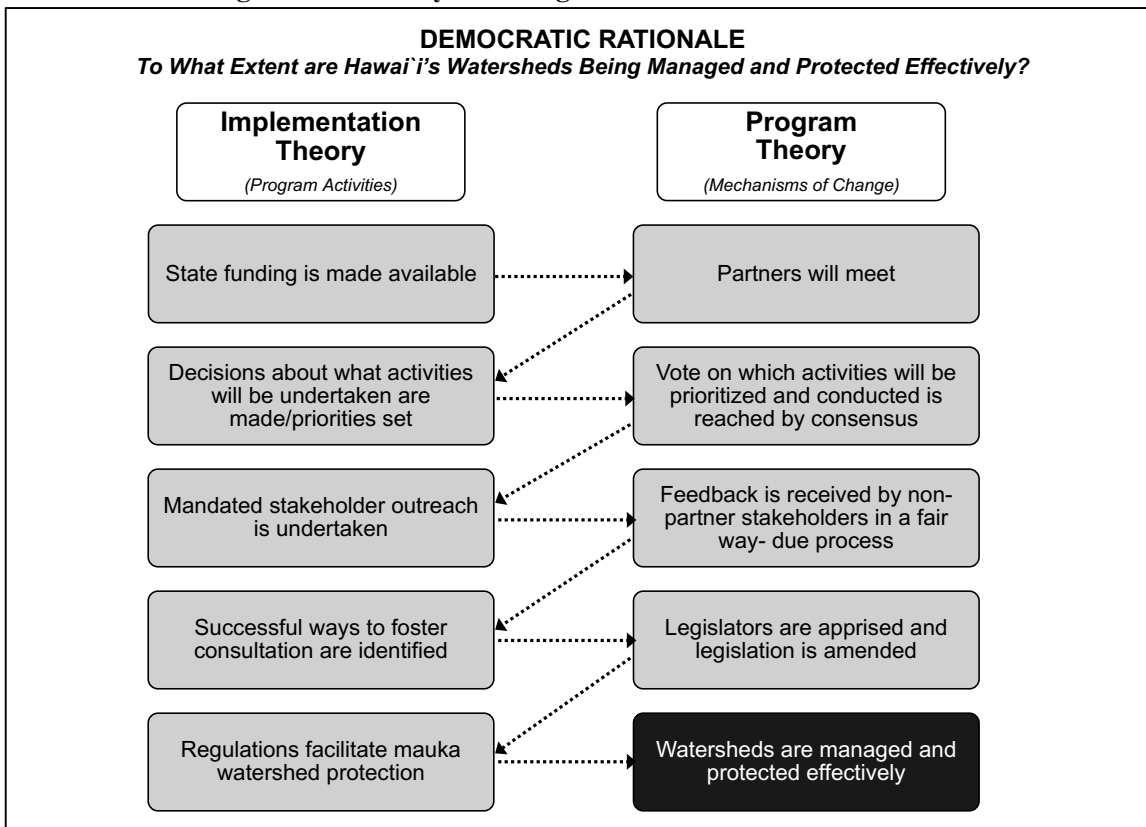 DEMOCRATIC RATIONALE
To What Extent are Hawai`i's Watersheds Being Managed and Protected Effectively?
Implementation
Theory
(Program Activities)
Program
Theory
(Mechanisms of Change)
State funding is made available
Partners will meet
Decisions about what activities
will be undertaken are
made/priorities set
Vote on which activities will be
prioritized and conducted is
reached by consensus
Mandated stakeholder outreach
is undertaken
Feedback is received by non-
partner stakeholders in a fair
way- due process
Successful ways to foster
consultation are identified
Legislators are apprised and
legislation is amended
Regulations facilitate mauka
watershed protection
Watersheds are managed and
protected effectively